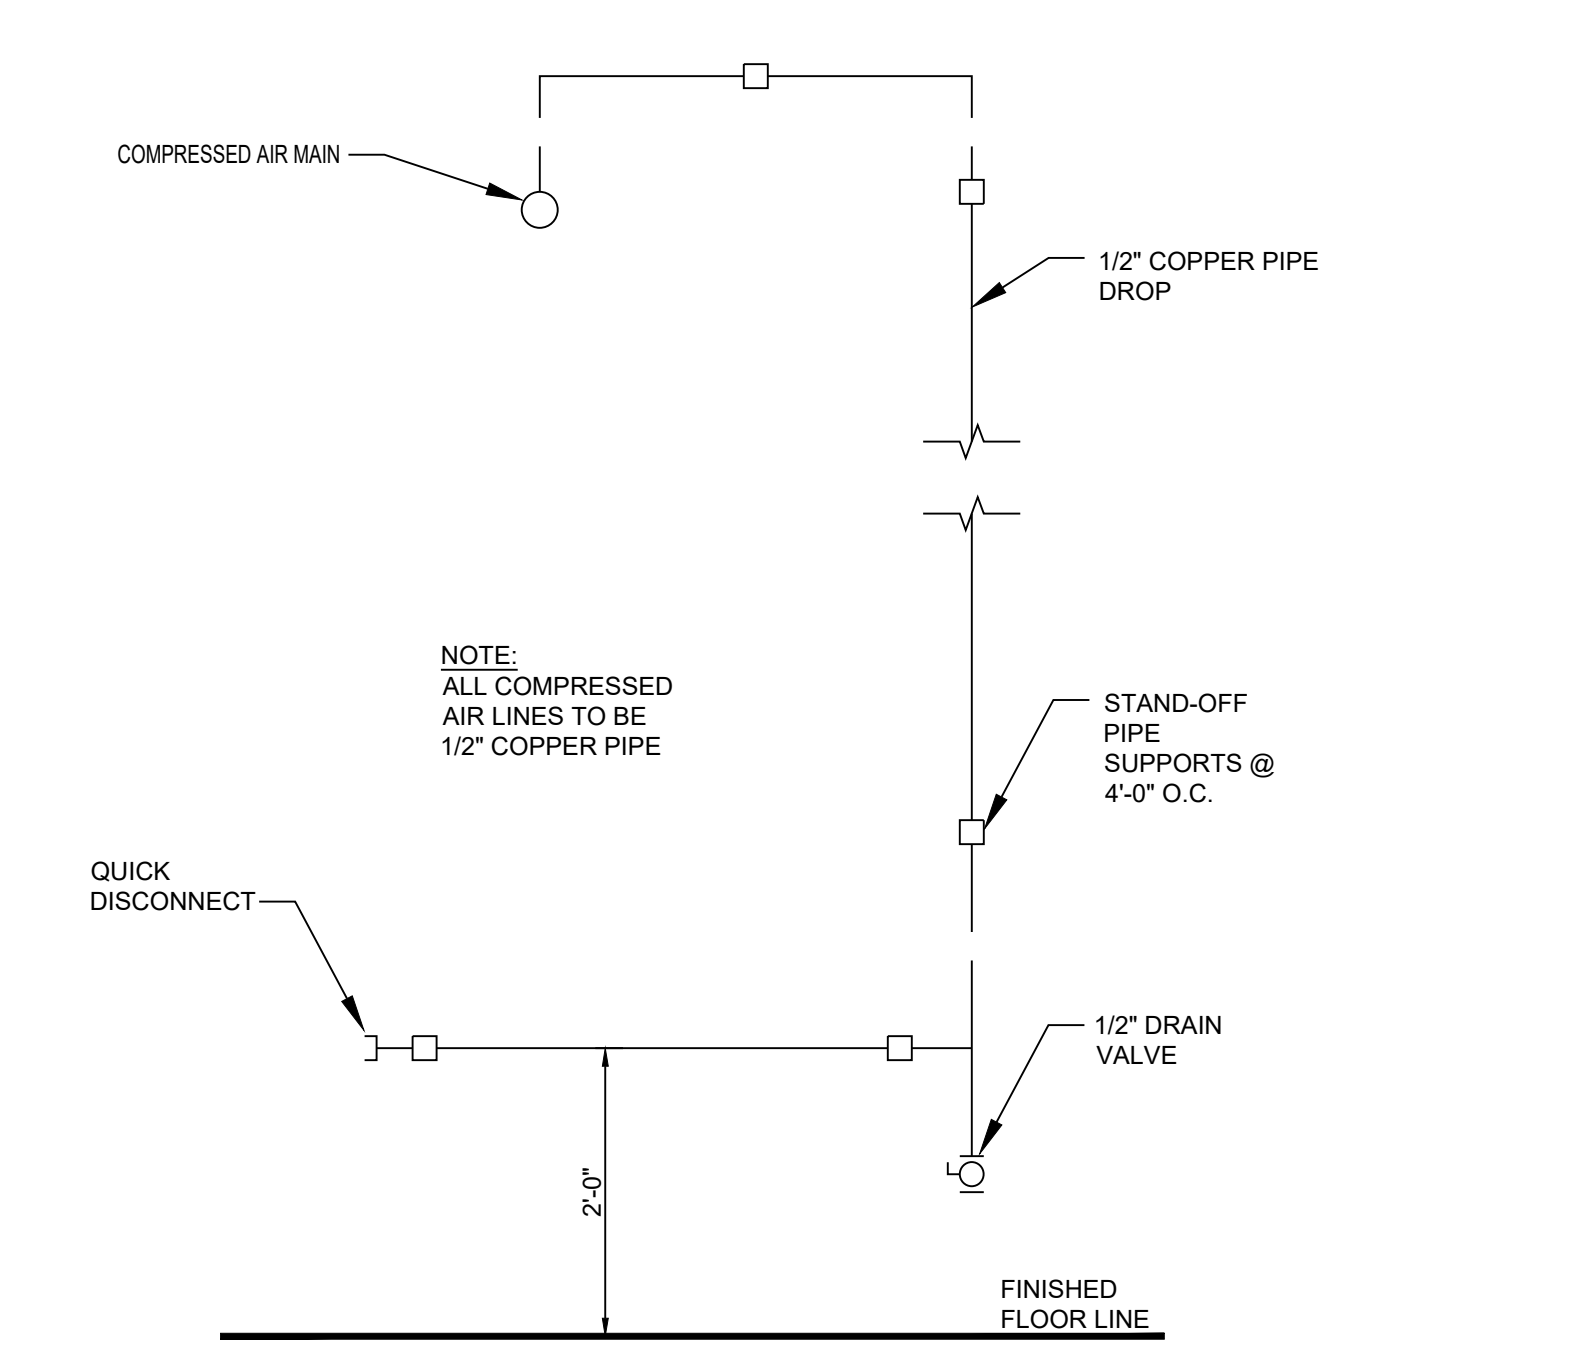 COMPRESSED AIR MAIN
1/2" COPPER PIPE
DROP
NOTE:
ALL COMPRESSED
AIR LINES TO BE
1/2" COPPER PIPE
STAND-OFF
PIPE
SUPPORTS @
4'-0" O.C.
QUICK
DISCONNECT
1/2" DRAIN
VALVE
2'-0"
FINISHED
FLOOR LINE